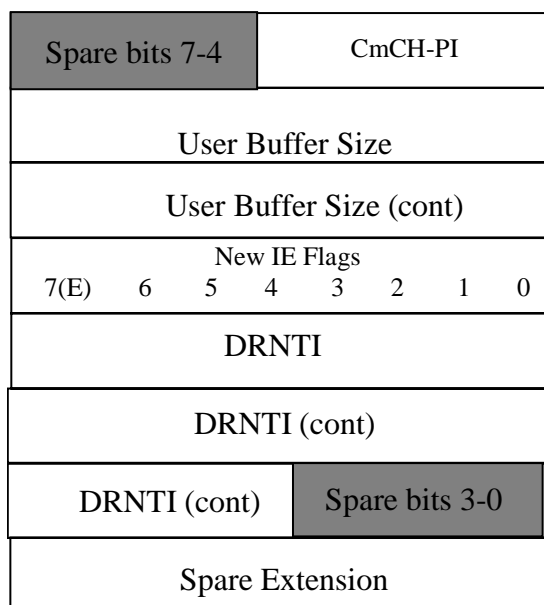 Spare bits 7-4 CmCH-PI
User Buffer Size
User Buffer Size (cont)
New IE Flags
7(E) 6 5 4 3 2 1 0
DRNTI
DRNTI (cont)
DRNTI (cont) Spare bits 3-0
Spare Extension